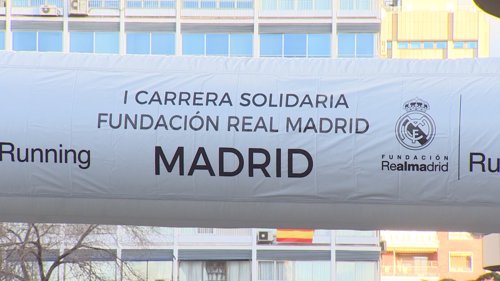 I CARRERA SOLIDARIA
FUNDACIÓN REAL MADRID
MADRID
Running
FUNDACIÓN
Realmadrid
Ru